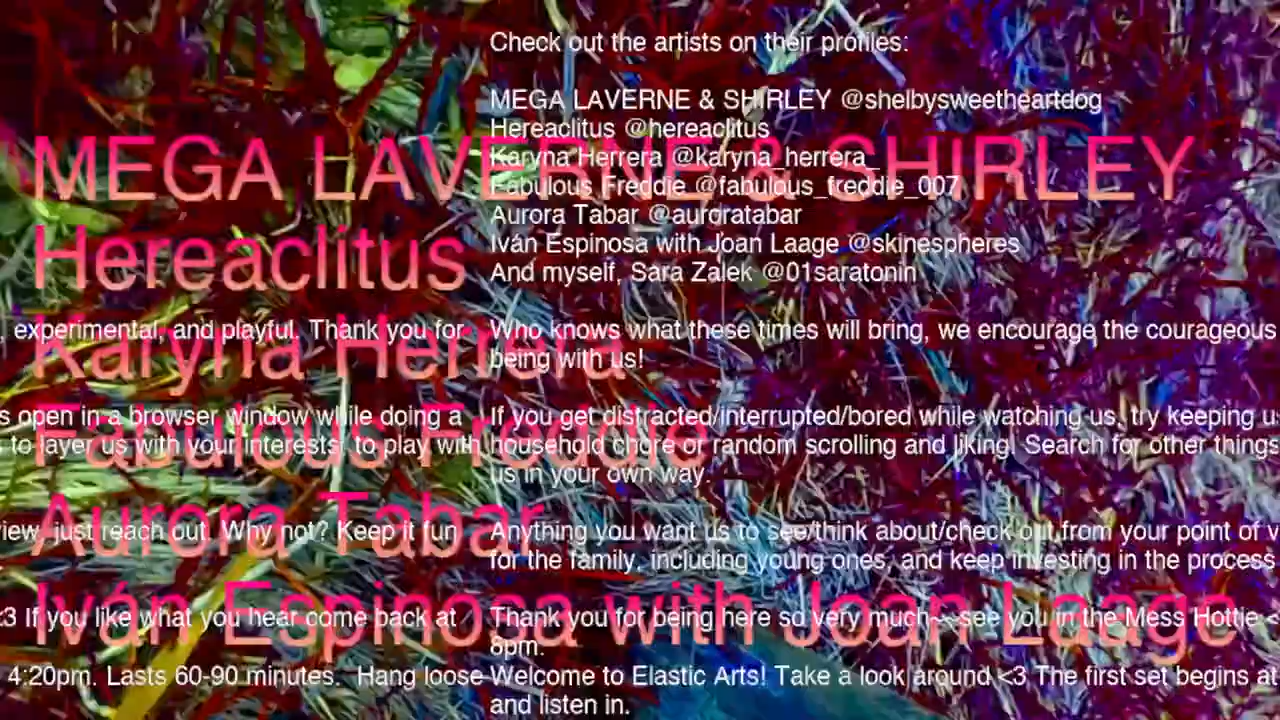 Check out the artists on their profiles:
MEGA LAVERNE & SHIRLEY @shelbysweetheartdog
Hereaclitus @hereaclitus
Karyna Herrera @karyna_herrera_
Fabulous Freddie @fabulous_freddie_007
Aurora Tabar @auroratabar
Iván Espinosa with Joan Laage @skinespheres
And myself, Sara Zalek @01saratonin
MEGA LAVERNE & SHIRLEY
Hereaclitus
Karyna Herrera
Fabulous Freddie
Aurora Tabar
Iván Espinosa with Joan Laage
, experimental, and playful. Thank you for
Who knows what these times will bring, we encourage the courageous
being with us!
s open in a browser window while doing a
If you get distracted/interrupted/bored while watching us, try keeping u
s to layer us with your interests, to play with
household chore or random scrolling and liking! Search for other things
us in your own way.
view, just reach out. Why not? Keep it fun
Anything you want us to see/think about/check out from your point of v
for the family, including young ones, and keep investing in the process
<3 If you like what you hear come back at
Thank you for being here so very much~~see you in the Mess Hottie <
8pm.
4:20pm. Lasts 60-90 minutes. Hang loose
Welcome to Elastic Arts! Take a look around <3 The first set begins at
and listen in.